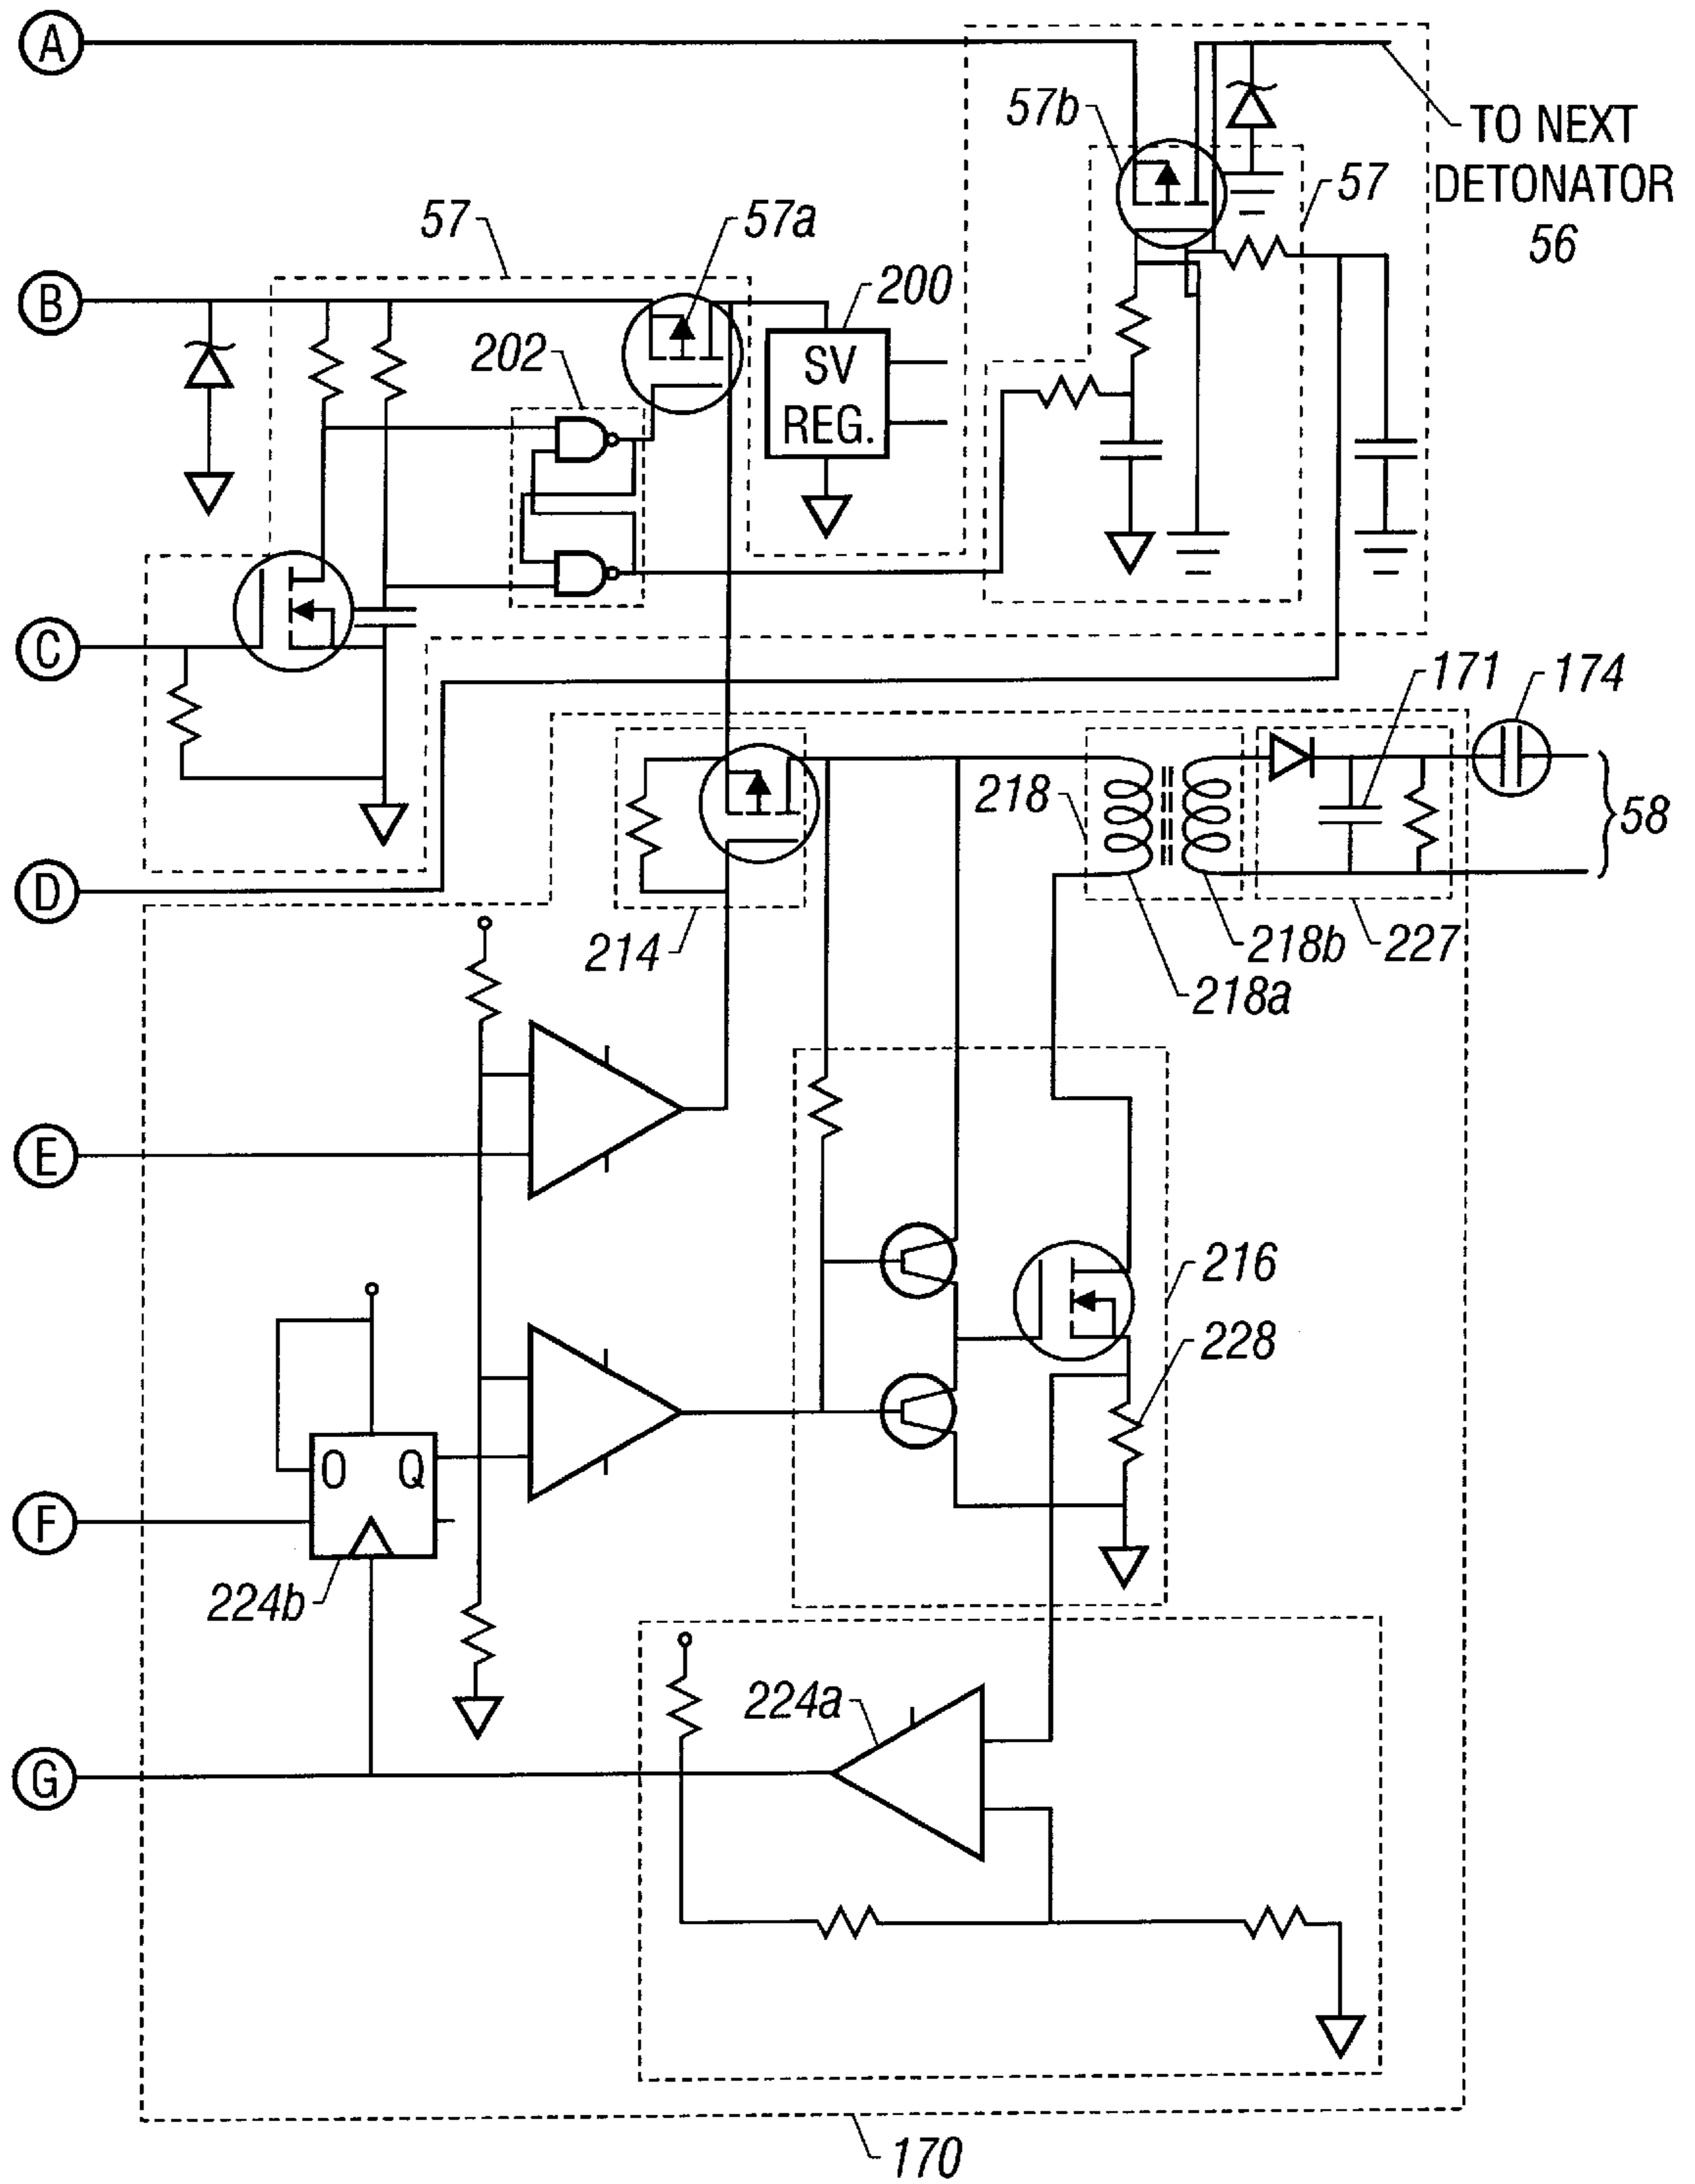 A
57b
TO NEXT
DETONATOR
56
57
57
57a
B
200
202
SV
REG.
C
171
174
218
58
D
214
218b
227
218a
E
216
228
O Q
F
224b
224a
G
170